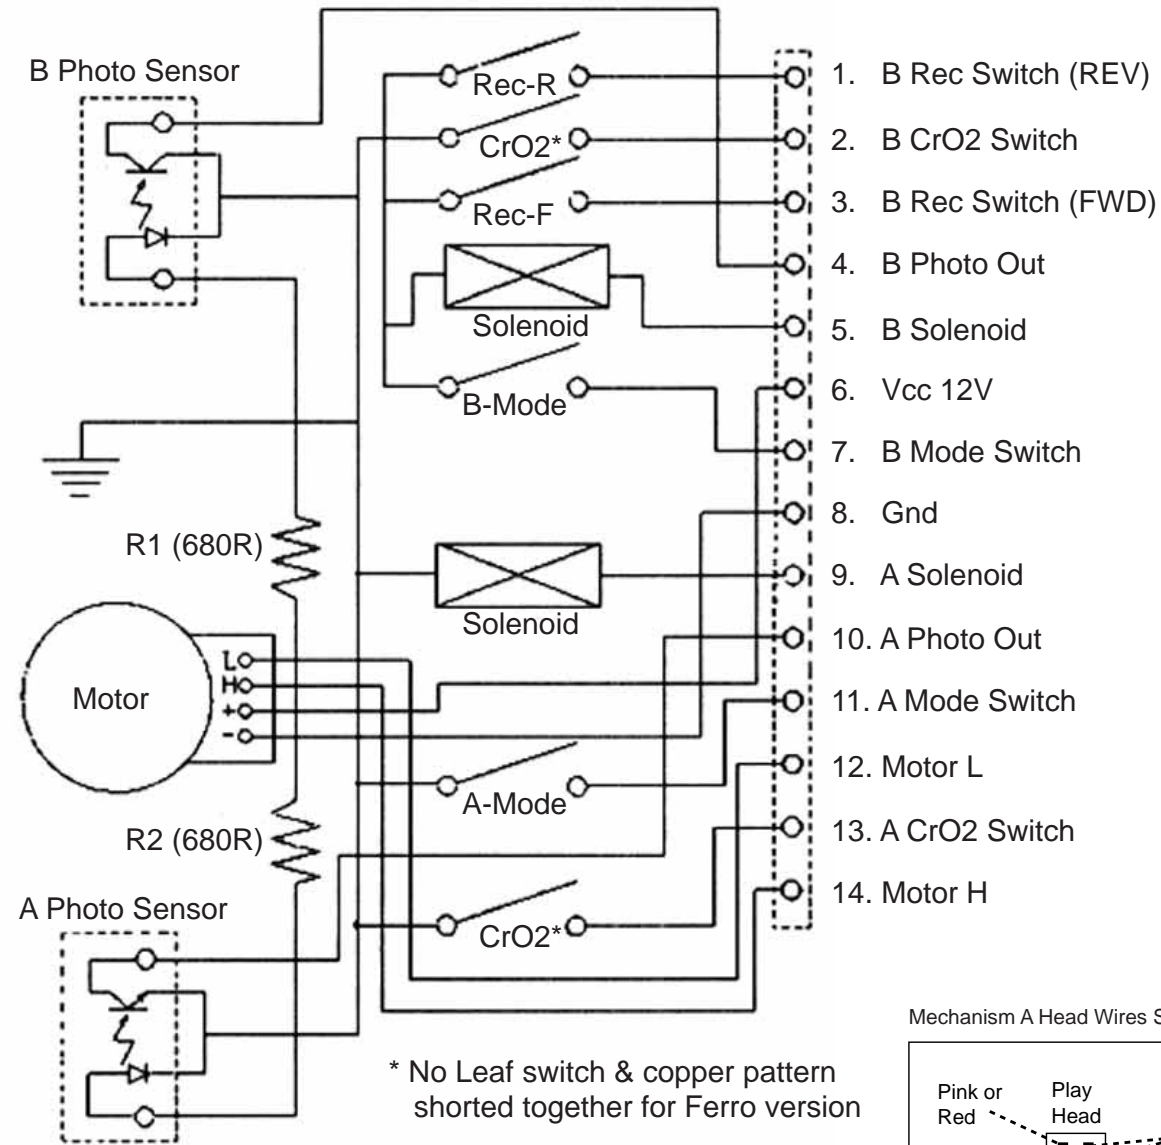 B Photo Sensor
Rec-R
CrO2*
Rec-F
Solenoid
B-Mode
1. B Rec Switch (REV)
2. B CrO2 Switch
3. B Rec Switch (FWD)
4. B Photo Out
5. B Solenoid
6. Vcc 12V
7. B Mode Switch
8. Gnd
9. A Solenoid
10. A Photo Out
11. A Mode Switch
12. Motor L
13. A CrO2 Switch
14. Motor H
R1 (680R)
Solenoid
Motor
L
H
+
-
A-Mode
R2 (680R)
CrO2*
A Photo Sensor
* No Leaf switch & copper pattern
shorted together for Ferro version
Mechanism A Head Wires S
Pink or
Red
Play
Head